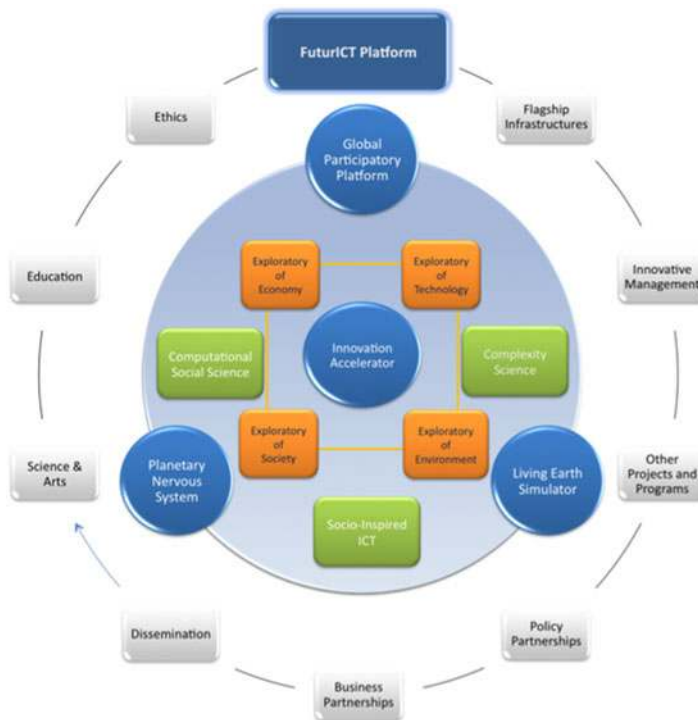 FuturICT Platform
Ethics
Flagship
Infrastructures
Global
Participatory
Platform
Education
Innovative
Management
Exploratory
of
Economy
Exploratory
of
Technology
Computational
Social Science
Innovation
Accelerator
Complexity
Science
Exploratory
of
Society
Exploratory
of
Environment
Science &
Arts
Planetary
Nervous
System
Living Earth
Simulator
Other
Projects and
Programs
Socio-Inspired
ICT
Dissemination
Policy
Partnerships
Business
Partnerships